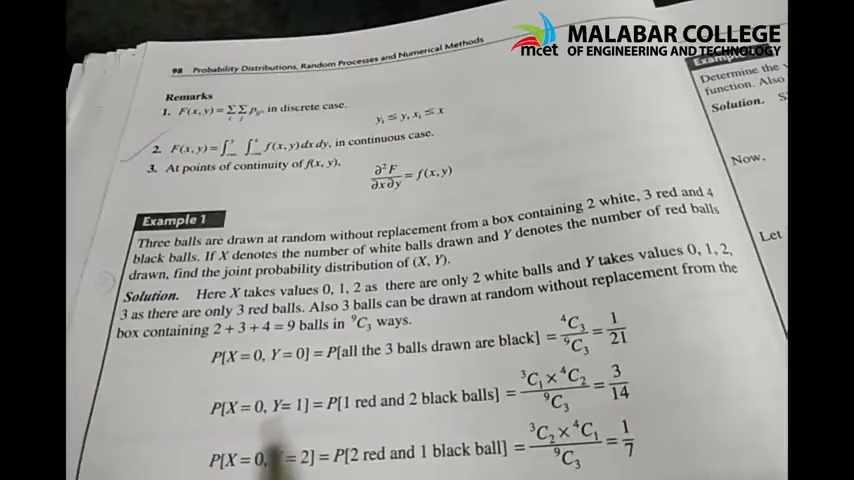 MALABAR COLLEGE
mcet OF ENGINEERING AND TECHNOLOGY
98 Probability Distributions, Random Processes and Numerical Methods
Remarks
1. F(x, y) = Σ_i Σ_j p_ij, in discrete case. y_j ≤ y, x_i ≤ x
2. F(x, y) = ∫_{-∞}^{y} ∫_{-∞}^{x} f(x, y) dx dy, in continuous case.
3. At points of continuity of f(x, y), ∂²F/∂x∂y = f(x, y)
Example 1
Three balls are drawn at random without replacement from a box containing 2 white, 3 red and 4
black balls. If X denotes the number of white balls drawn and Y denotes the number of red balls
drawn, find the joint probability distribution of (X, Y).
Solution. Here X takes values 0, 1, 2 as there are only 2 white balls and Y takes values 0, 1, 2,
3 as there are only 3 red balls. Also 3 balls can be drawn at random without replacement from the
box containing 2 + 3 + 4 = 9 balls in ⁹C₃ ways.
P[X = 0, Y = 0] = P[all the 3 balls drawn are black] = ⁴C₃/⁹C₃ = 1/21
P[X = 0, Y = 1] = P[1 red and 2 black balls] = ³C₁ × ⁴C₂/⁹C₃ = 3/14
P[X = 0, = 2] = P[2 red and 1 black ball] = ³C₂ × ⁴C₁/⁹C₃ = 1/7
Determine the
function. Also
Solution.
Now,
Let